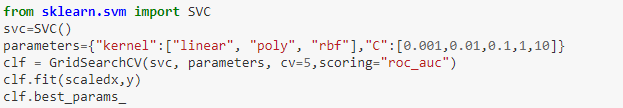 from sklearn.svm import SVC
svc=SVC()
parameters={"kernel":["linear", "poly", "rbf"],"C":[0.001,0.01,0.1,1,10]}
clf = GridSearchCV(svc, parameters, cv=5,scoring="roc_auc")
clf.fit(scaledx,y)
clf.best_params_